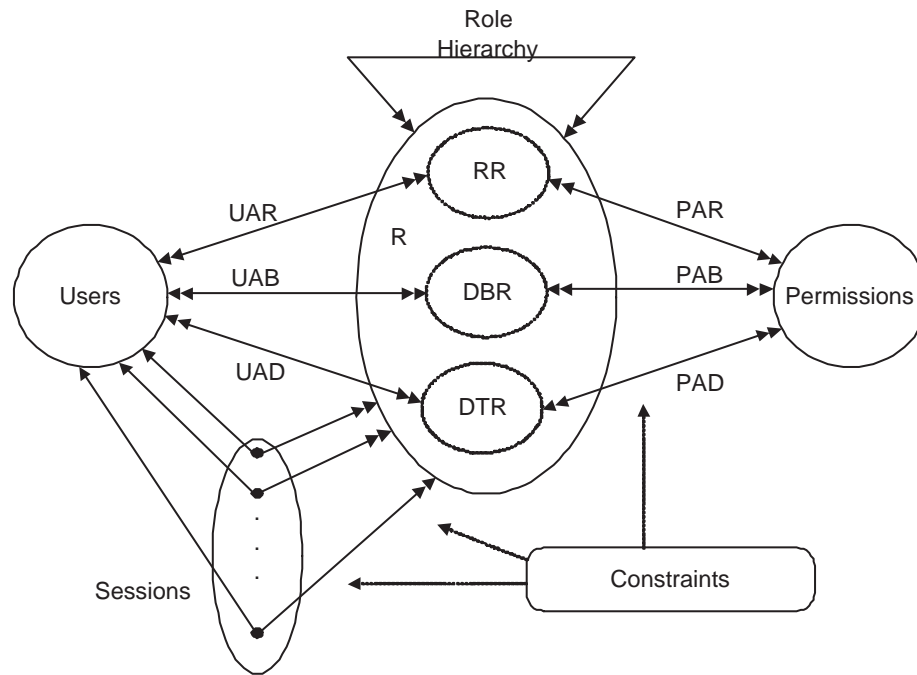 Role
Hierarchy
RR
UAR
PAR
R
Users
UAB
DBR
PAB
Permissions
UAD
DTR
PAD
Sessions
Constraints